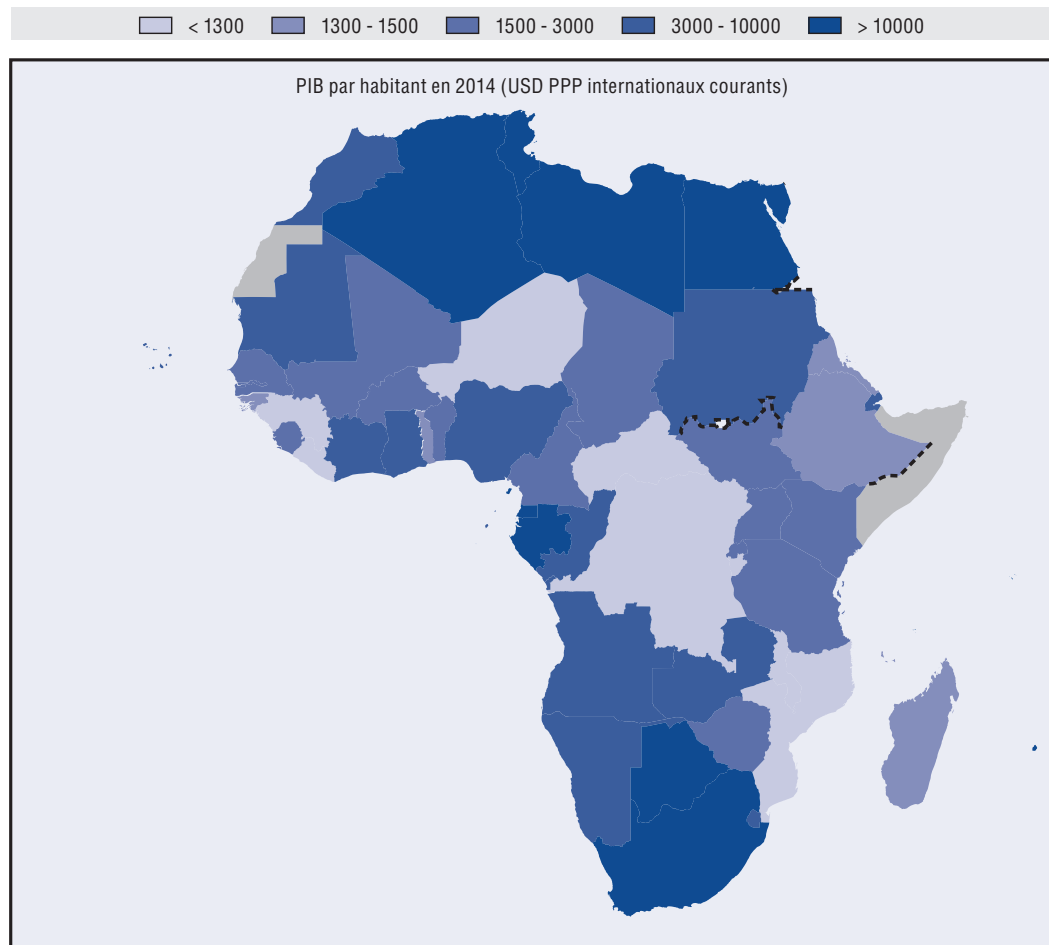 < 1300 1300 - 1500 1500 - 3000 3000 - 10000 > 10000
PIB par habitant en 2014 (USD PPP internationaux courants)